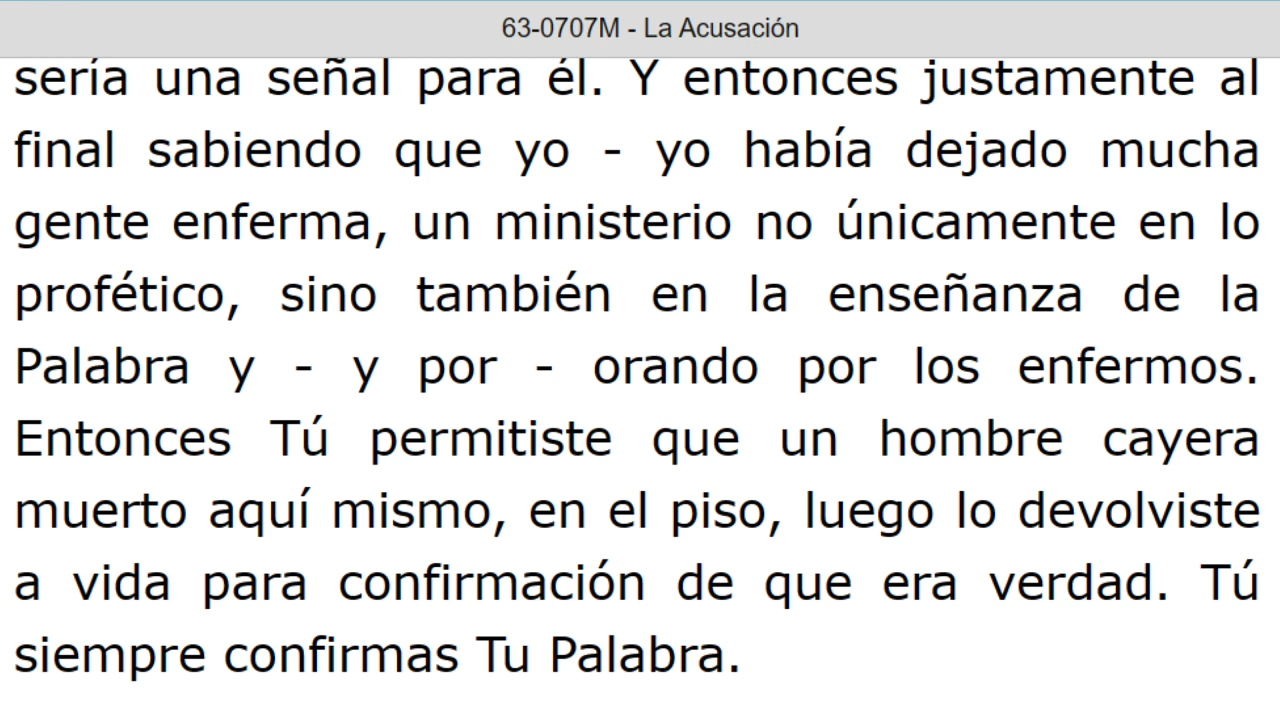 63-0707M - La Acusación
sería una señal para él. Y entonces justamente al
final sabiendo que yo - yo había dejado mucha
gente enferma, un ministerio no únicamente en lo
profético, sino también en la enseñanza de la
Palabra y - y por - orando por los enfermos.
Entonces Tú permitiste que un hombre cayera
muerto aquí mismo, en el piso, luego lo devolviste
a vida para confirmación de que era verdad. Tú
siempre confirmas Tu Palabra.